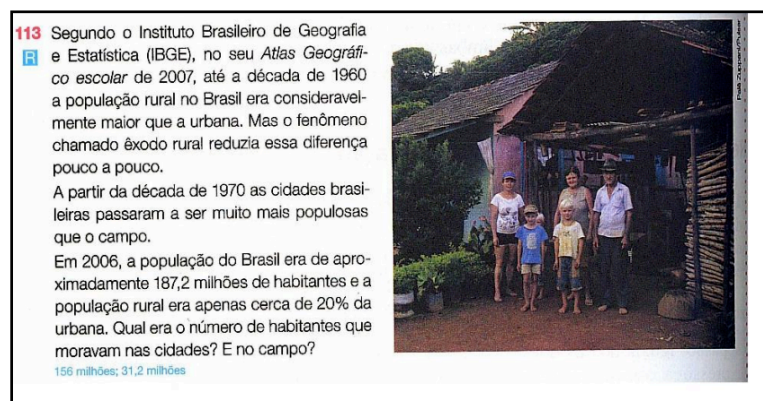 113 Segundo o Instituto Brasileiro de Geografia
R e Estatística (IBGE), no seu Atlas Geográfi-
co escolar de 2007, até a década de 1960
a população rural no Brasil era consideravel-
mente maior que a urbana. Mas o fenômeno
chamado êxodo rural reduzia essa diferença
pouco a pouco.
A partir da década de 1970 as cidades brasi-
leiras passaram a ser muito mais populosas
que o campo.
Em 2006, a população do Brasil era de apro-
ximadamente 187,2 milhões de habitantes e a
população rural era apenas cerca de 20% da
urbana. Qual era o número de habitantes que
moravam nas cidades? E no campo?
156 milhões; 31,2 milhões